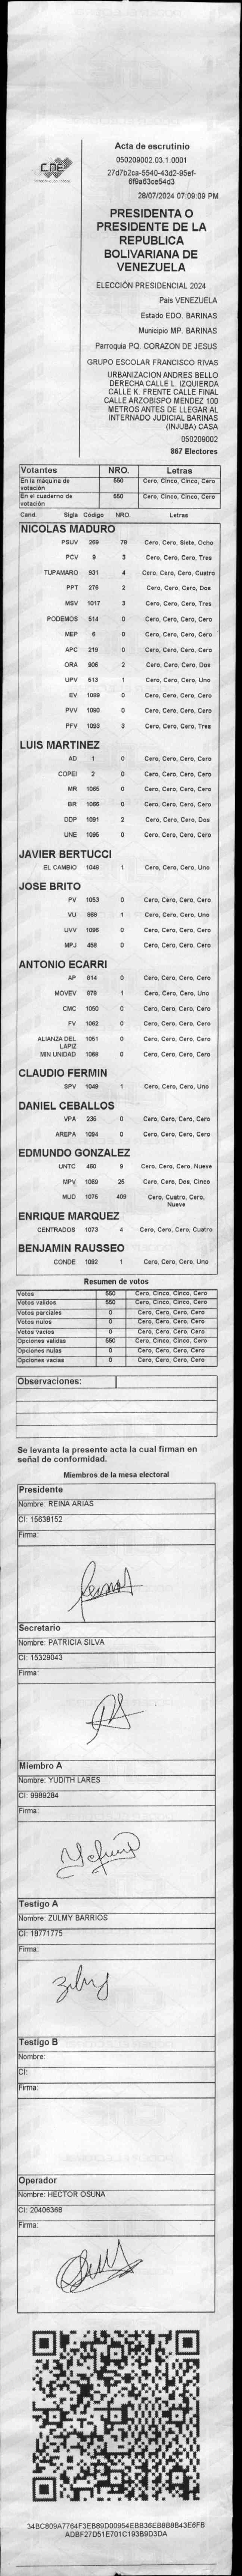 CNE
Acta de escrutinio
050209002.03.1.0001
27d7b2ca-5540-43d2-95ef-
6f9a63ce54d3
28/07/2024 07:09:09 PM
PRESIDENTA O
PRESIDENTE DE LA
REPUBLICA
BOLIVARIANA DE
VENEZUELA
ELECCIÓN PRESIDENCIAL 2024
País VENEZUELA
Estado EDO. BARINAS
Municipio MP. BARINAS
Parroquia PQ. CORAZON DE JESUS
GRUPO ESCOLAR FRANCISCO RIVAS
URBANIZACION ANDRES BELLO
DERECHA CALLE L. IZQUIERDA
CALLE K. FRENTE CALLE FINAL
CALLE ARZOBISPO MENDEZ 100
METROS ANTES DE LLEGAR AL
INTERNADO JUDICIAL BARINAS
(INJUBA) CASA
050209002
867 Electores
Votantes NRO. Letras
En la máquina de votación 550 Cero, Cinco, Cinco, Cero
En el cuaderno de votación 550 Cero, Cinco, Cinco, Cero
Cand. Sigla Código NRO. Letras
NICOLAS MADURO
PSUV 269 78 Cero, Cero, Siete, Ocho
PCV 9 3 Cero, Cero, Cero, Tres
TUPAMARO 931 4 Cero, Cero, Cero, Cuatro
PPT 276 2 Cero, Cero, Cero, Dos
MSV 1017 3 Cero, Cero, Cero, Tres
PODEMOS 514 0 Cero, Cero, Cero, Cero
MEP 6 0 Cero, Cero, Cero, Cero
APC 219 0 Cero, Cero, Cero, Cero
ORA 906 2 Cero, Cero, Cero, Dos
UPV 513 1 Cero, Cero, Cero, Uno
EV 1089 0 Cero, Cero, Cero, Cero
PVV 1090 0 Cero, Cero, Cero, Cero
PFV 1093 3 Cero, Cero, Cero, Tres
LUIS MARTINEZ
AD 1 0 Cero, Cero, Cero, Cero
COPEI 2 0 Cero, Cero, Cero, Cero
MR 1065 0 Cero, Cero, Cero, Cero
BR 1066 0 Cero, Cero, Cero, Cero
DDP 1091 2 Cero, Cero, Cero, Dos
UNE 1095 0 Cero, Cero, Cero, Cero
JAVIER BERTUCCI
EL CAMBIO 1048 1 Cero, Cero, Cero, Uno
JOSE BRITO
PV 1053 0 Cero, Cero, Cero, Cero
VU 969 1 Cero, Cero, Cero, Uno
UVV 1096 0 Cero, Cero, Cero, Cero
MPJ 458 0 Cero, Cero, Cero, Cero
ANTONIO ECARRI
AP 814 0 Cero, Cero, Cero, Cero
MOVEV 979 1 Cero, Cero, Cero, Uno
CMC 1050 0 Cero, Cero, Cero, Cero
FV 1062 0 Cero, Cero, Cero, Cero
ALIANZA DEL LAPIZ 1051 0 Cero, Cero, Cero, Cero
MIN UNIDAD 1068 0 Cero, Cero, Cero, Cero
CLAUDIO FERMIN
SPV 1049 1 Cero, Cero, Cero, Uno
DANIEL CEBALLOS
VPA 236 0 Cero, Cero, Cero, Cero
AREPA 1094 0 Cero, Cero, Cero, Cero
EDMUNDO GONZALEZ
UNTC 460 9 Cero, Cero, Cero, Nueve
MPV 1069 25 Cero, Cero, Dos, Cinco
MUD 1075 409 Cero, Cuatro, Cero, Nueve
ENRIQUE MARQUEZ
CENTRADOS 1073 4 Cero, Cero, Cero, Cuatro
BENJAMIN RAUSSEO
CONDE 1092 1 Cero, Cero, Cero, Uno
Resumen de votos
Votos 550 Cero, Cinco, Cinco, Cero
Votos validos 550 Cero, Cinco, Cinco, Cero
Votos parciales 0 Cero, Cero, Cero, Cero
Votos nulos 0 Cero, Cero, Cero, Cero
Votos vacios 0 Cero, Cero, Cero, Cero
Opciones validas 550 Cero, Cinco, Cinco, Cero
Opciones nulas 0 Cero, Cero, Cero, Cero
Opciones vacias 0 Cero, Cero, Cero, Cero
Observaciones:
Se levanta la presente acta la cual firman en
señal de conformidad.
Miembros de la mesa electoral
Presidente
Nombre: REINA ARIAS
CI: 15638152
Firma:
Secretario
Nombre: PATRICIA SILVA
CI: 15329043
Firma:
Miembro A
Nombre: YUDITH LARES
CI: 9989284
Firma:
Testigo A
Nombre: ZULMY BARRIOS
CI: 18771775
Firma:
Testigo B
Nombre:
CI:
Firma:
Operador
Nombre: HECTOR OSUNA
CI: 20406368
Firma:
34BC809A7764F3EB89D00954EBB36EB8B8B43E6FB
ADBF27D51E701C193B9D3DA